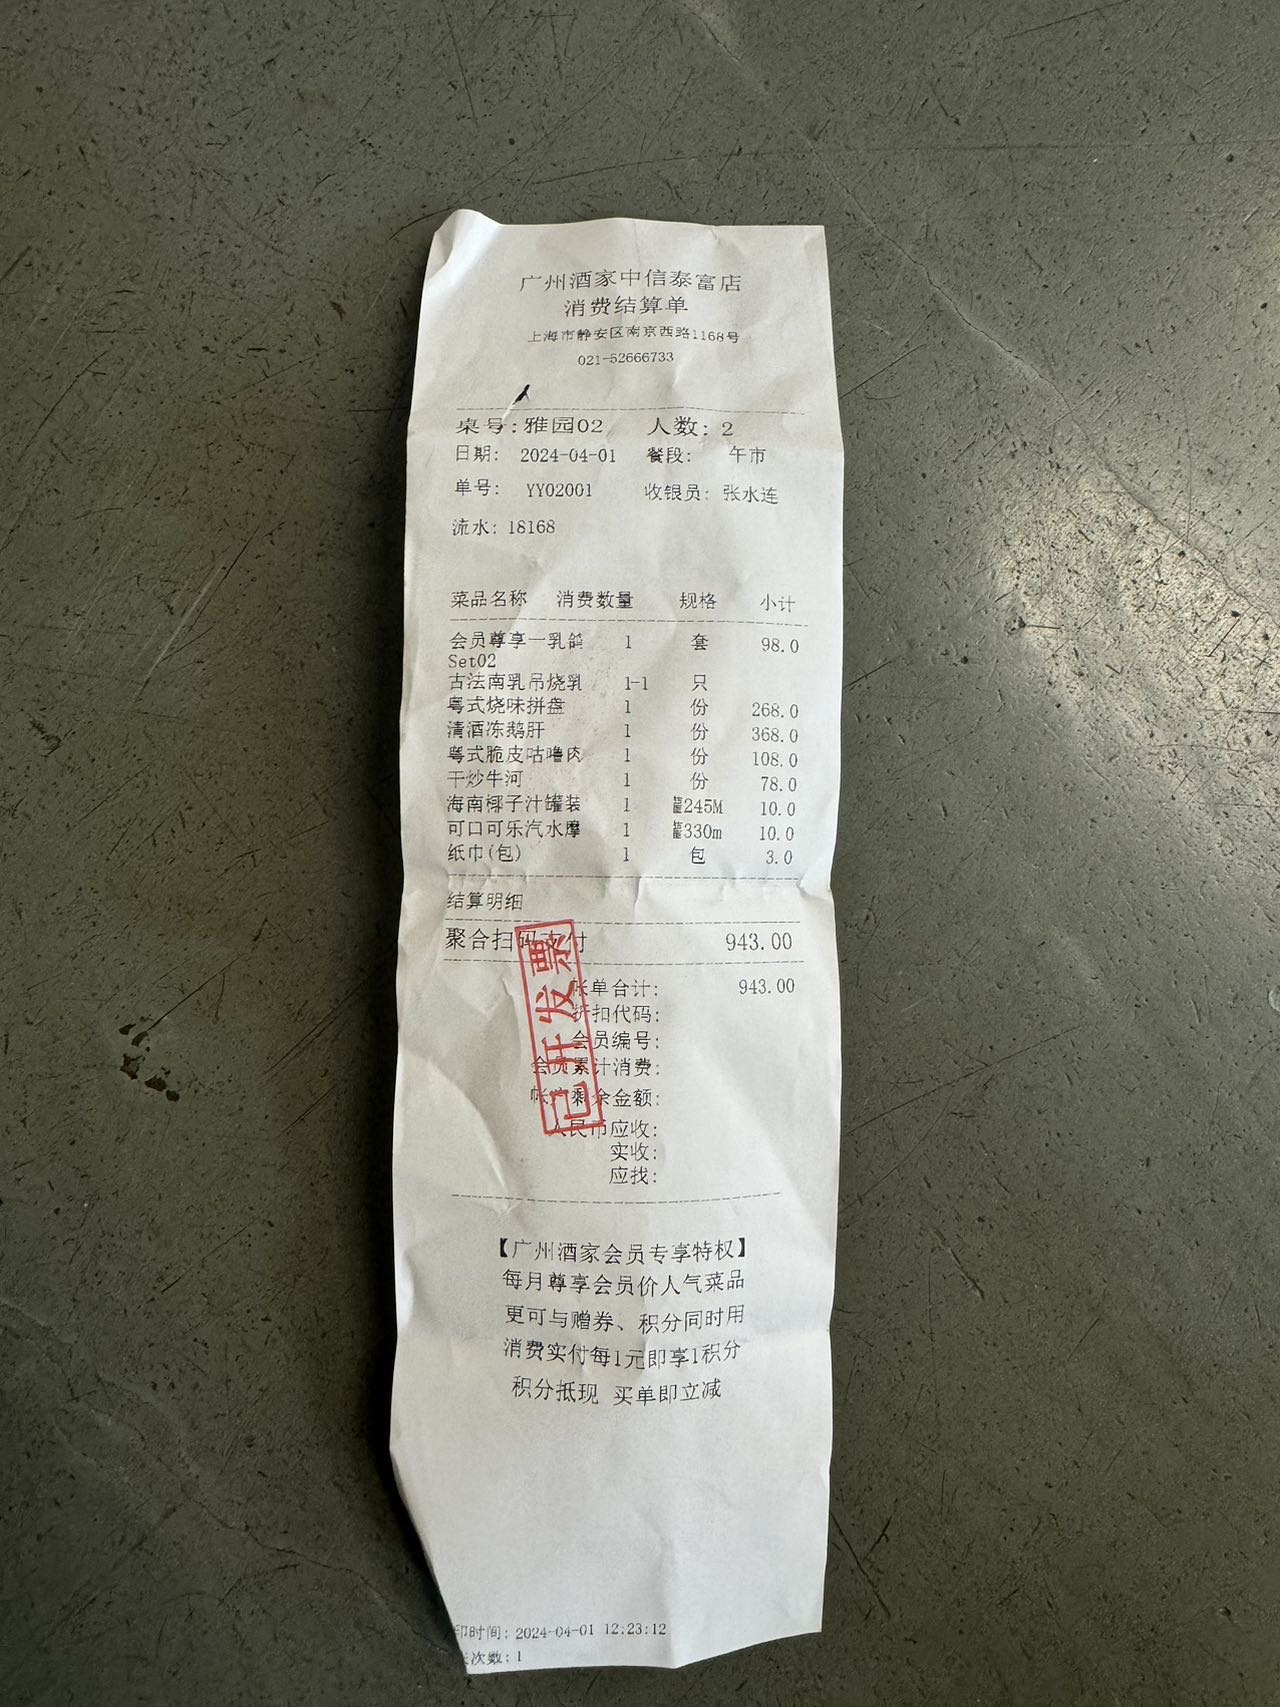 广州酒家中信泰富店
消费结算单
上海市静安区南京西路1168号
021-52666733
桌号:雅园02 人数: 2
日期: 2024-04-01 餐段: 午市
单号: YY02001 收银员: 张水连
流水: 18168
菜品名称 消费数量 规格 小计
会员尊享一乳鸽 1 套 98.0
Set02
古法南乳吊烧乳 1-1 只
粤式烧味拼盘 1 份 268.0
清酒冻鹅肝 1 份 368.0
粤式脆皮咕噜肉 1 份 108.0
干炒牛河 1 份 78.0
海南椰子汁罐装 1 罐245M 10.0
可口可乐汽水摩 1 罐330m 10.0
纸巾(包) 1 包 3.0
结算明细
聚合扫码支付 943.00
帐单合计: 943.00
折扣代码:
会员编号:
会员累计消费:
帐户剩余金额:
人民币应收:
实收:
应找:
已开发票
【广州酒家会员专享特权】
每月尊享会员价人气菜品
更可与赠券、积分同时用
消费实付每1元即享1积分
积分抵现 买单即立减
印时间: 2024-04-01 12:23:12
次数: 1